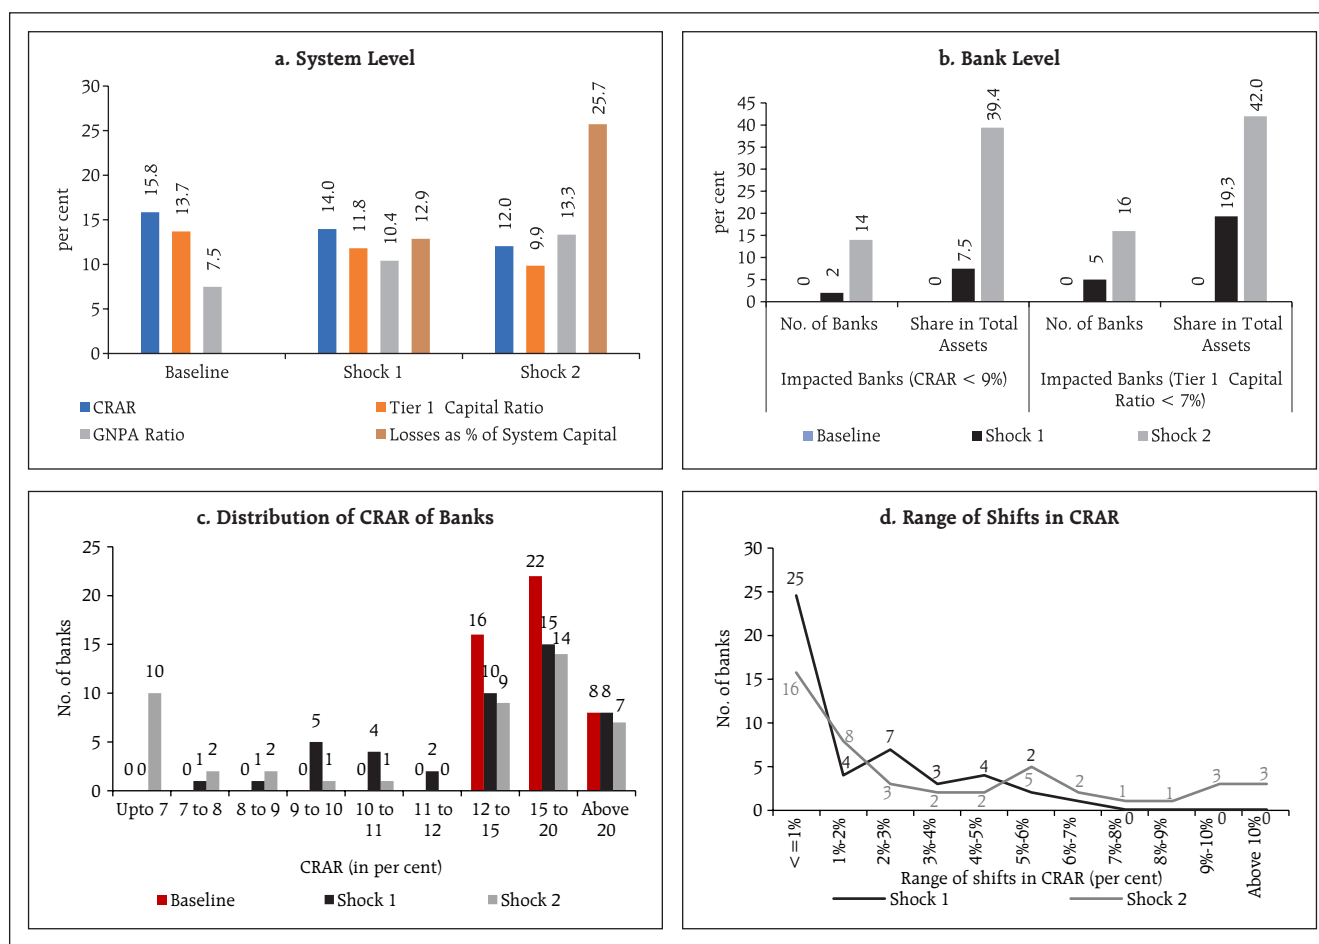 a. System Level
30
25
20
15
10
5
0
per cent
15.8
13.7
7.5
14.0
11.8
10.4
12.9
12.0
9.9
13.3
25.7
Baseline
Shock 1
Shock 2
CRAR
Tier 1 Capital Ratio
GNPA Ratio
Losses as % of System Capital
b. Bank Level
45
40
35
30
25
20
15
10
5
0
per cent
0
2
14
0
7.5
39.4
0
5
16
0
19.3
42.0
No. of Banks
Share in Total
Assets
No. of Banks
Share in Total
Assets
Impacted Banks (CRAR < 9%)
Impacted Banks (Tier 1 Capital
Ratio < 7%)
Baseline
Shock 1
Shock 2
c. Distribution of CRAR of Banks
25
20
15
10
5
0
No. of banks
0 0 10
0 1 2
0 1 2
0 5 1
0 4 1
0 2 0
16 10 9
22 15 14
8 8 7
Upto 7
7 to 8
8 to 9
9 to 10
10 to
11
11 to
12
12 to
15
15 to
20
Above
20
CRAR (in per cent)
Baseline
Shock 1
Shock 2
d. Range of Shifts in CRAR
30
25
20
15
10
5
0
No. of banks
25
4
7
3
4
2
0
0
0
16
8
3
2
2
5
2
1
1
3
3
<=1%
1%-2%
2%-3%
3%-4%
4%-5%
5%-6%
6%-7%
7%-8%
8%-9%
9%-10%
Above 10%
Range of shifts in CRAR (per cent)
Shock 1
Shock 2